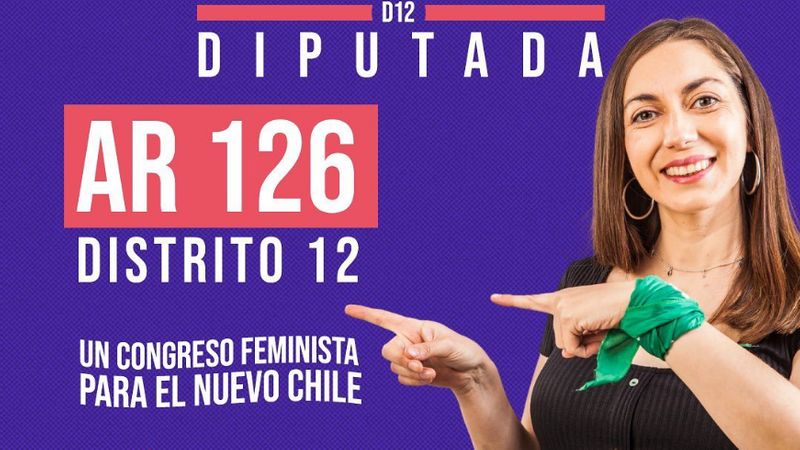 D12
DIPUTADA
AR 126
DISTRITO 12
UN CONGRESO FEMINISTA
PARA EL NUEVO CHILE